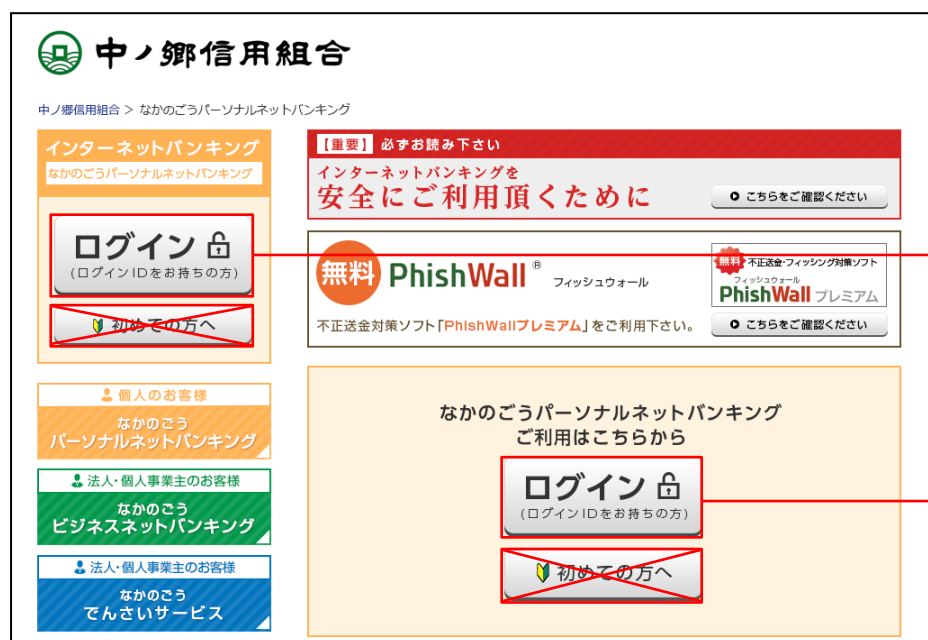 中ノ郷信用組合
中ノ郷信用組合 > なかのごうパーソナルネットバンキング
インターネットバンキング
なかのごうパーソナルネットバンキング
ログイン
(ログインIDをお持ちの方)
初めての方へ
個人のお客様
なかのごう
パーソナルネットバンキング
法人・個人事業主のお客様
なかのごう
ビジネスネットバンキング
法人・個人事業主のお客様
なかのごう
でんさいサービス
【重要】 必ずお読み下さい
インターネットバンキングを
安全にご利用頂くために
こちらをご確認ください
無料 PhishWall ® フィッシュウォール
不正送金対策ソフト「PhishWallプレミアム」をご利用下さい。
無料 不正送金・フィッシング対策ソフト
フィッシュウォール
PhishWall プレミアム
こちらをご確認ください
なかのごうパーソナルネットバンキング
ご利用はこちらから
ログイン
(ログインIDをお持ちの方)
初めての方へ